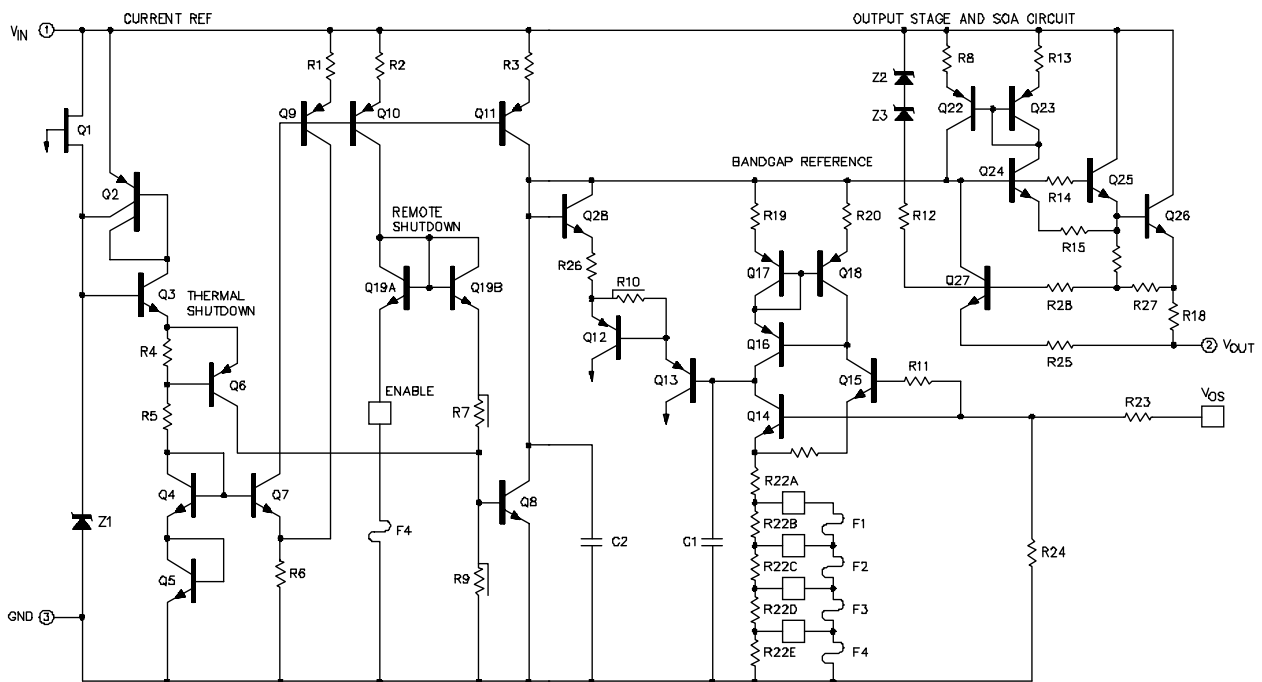 CURRENT REF
OUTPUT STAGE AND SOA CIRCUIT
VIN 1
R1
R2
R3
R8
R13
Z2
Q22
Q23
Z3
Q1
Q9
Q10
Q11
BANDGAP REFERENCE
Q2
Q24
Q25
R14
Q28
R19
R20
R12
Q26
REMOTE
SHUTDOWN
R15
R26
Q17
Q18
Q27
Q3
THERMAL
SHUTDOWN
Q19A
Q19B
R10
R28
R27
R18
R4
Q12
Q16
R25
2 VOUT
Q6
Q13
Q15
R11
ENABLE
VOS
R5
R7
Q14
R23
Q4
Q7
Q8
R22A
Z1
F4
C2
C1
R22B
F1
R24
Q5
R6
R9
R22C
F2
R22D
F3
GND 3
R22E
F4